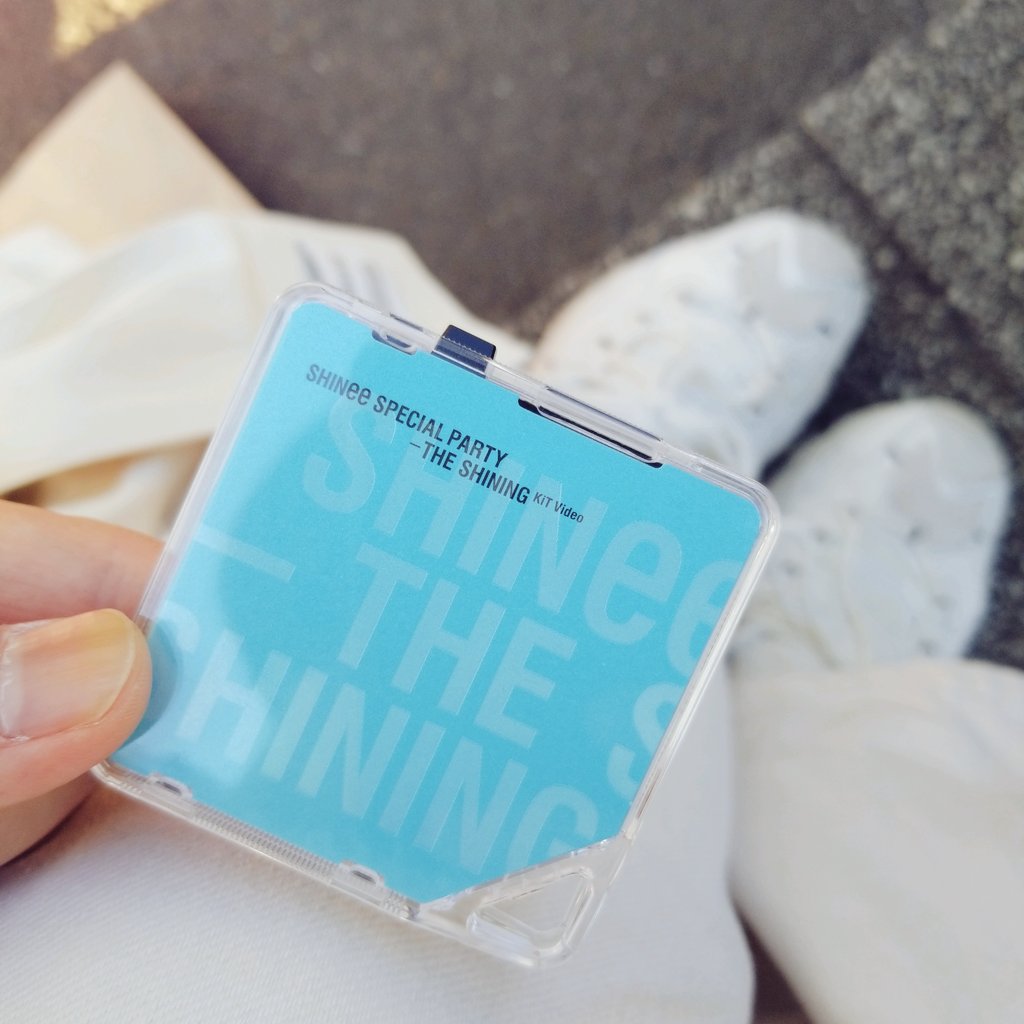 SHINee SPECIAL PARTY
–THE SHINING KiT Video
SHINee S
– THE S
SHINING